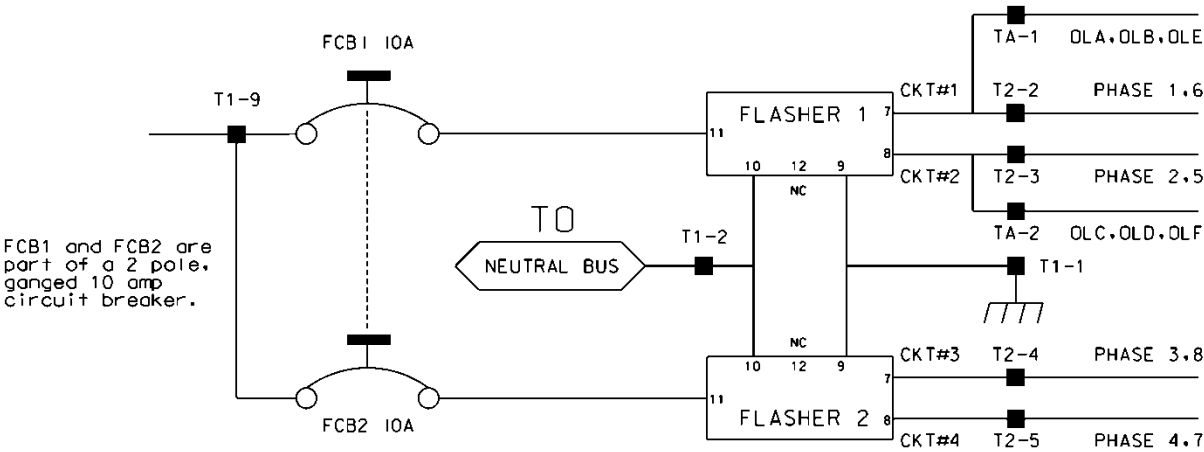 TA-1 OLA,OLB,OLE
FCB1 10A
CKT#1 T2-2 PHASE 1,6
T1-9
FLASHER 1 7
11
8
10 12 9
NC
CKT#2 T2-3 PHASE 2,5
TO
TA-2 OLC,OLD,OLF
T1-2
NEUTRAL BUS
T1-1
FCB1 and FCB2 are
part of a 2 pole,
ganged 10 amp
circuit breaker.
NC
10 12 9
CKT#3 T2-4 PHASE 3,8
7
11
FLASHER 2 8
FCB2 10A
CKT#4 T2-5 PHASE 4,7